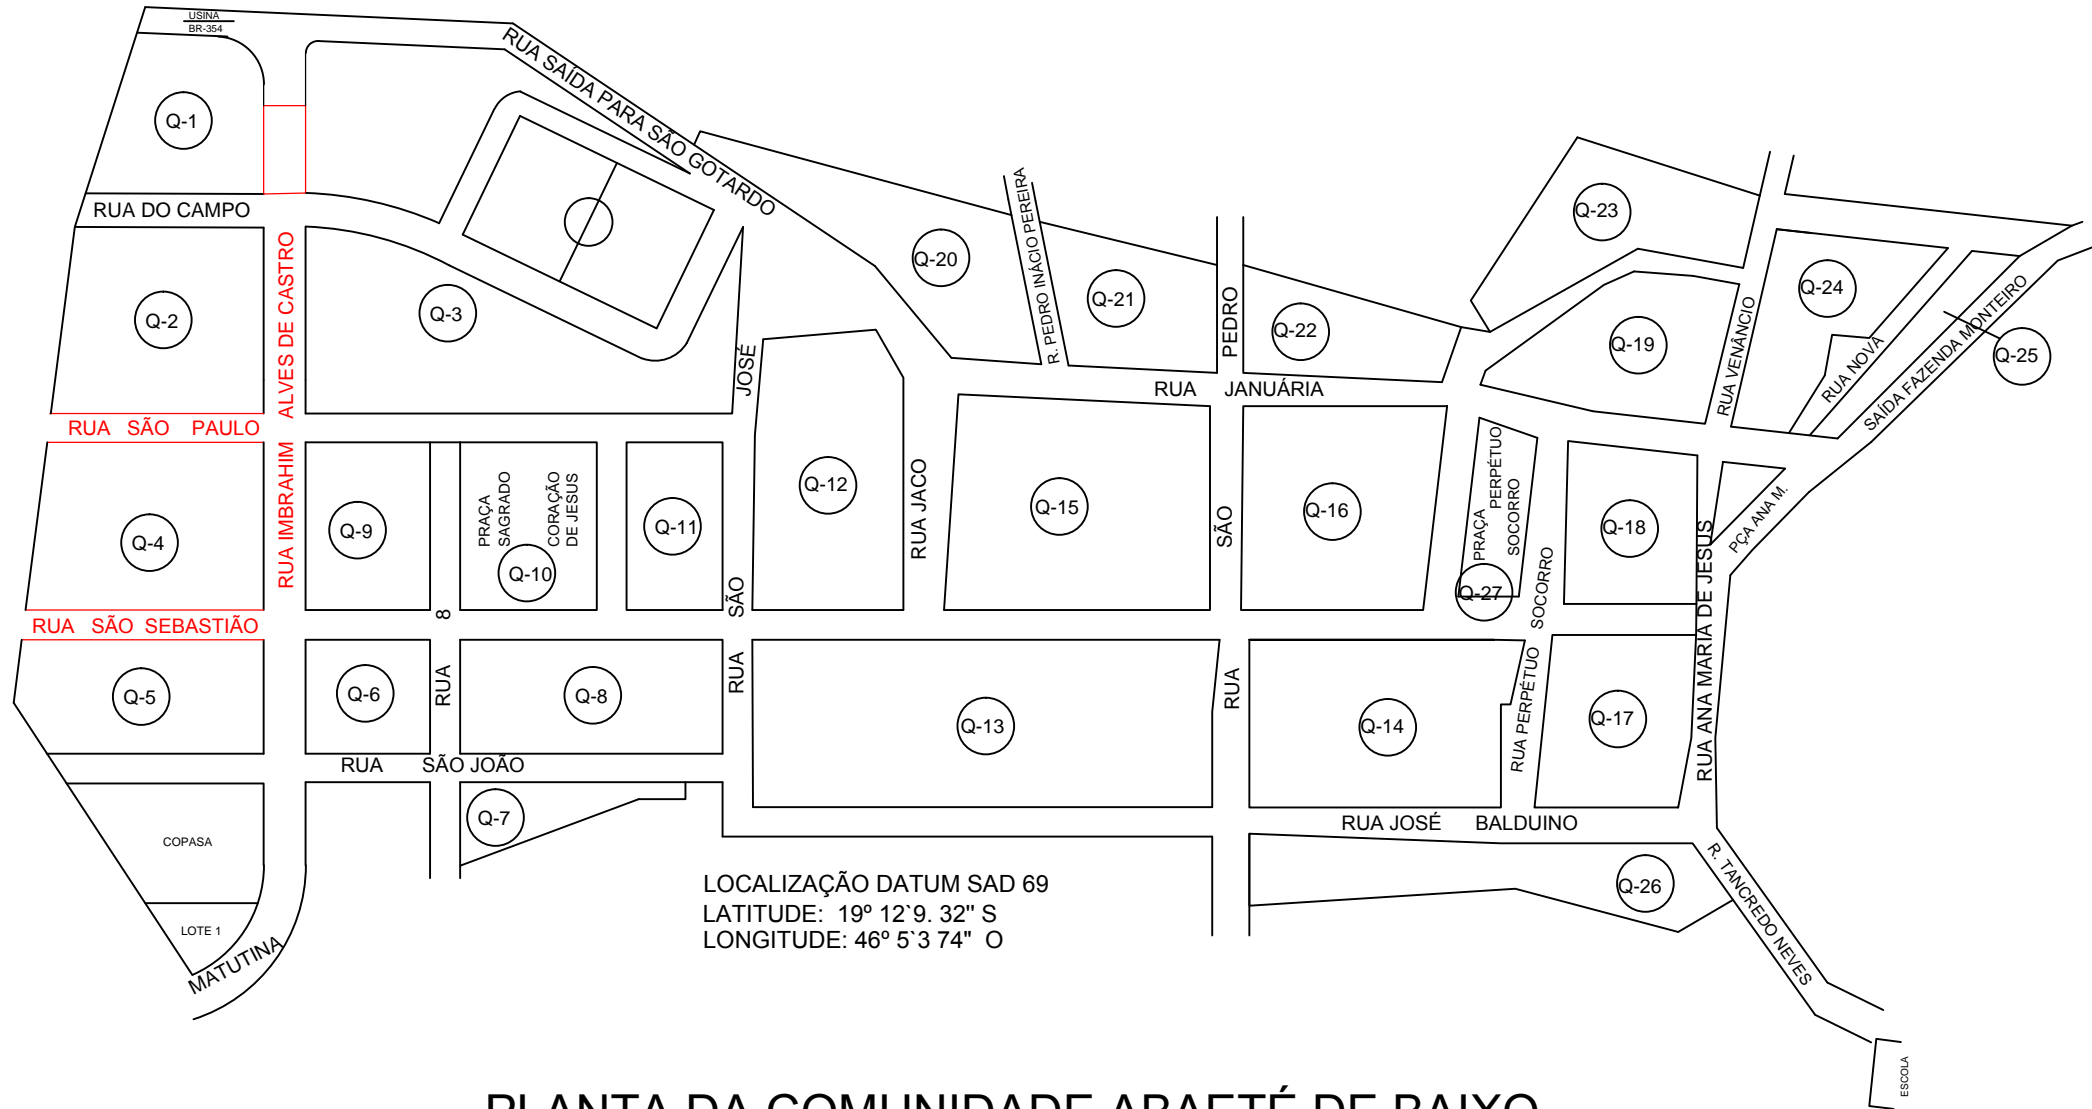 USINA
BR-354
RUA SAÍDA PARA SÃO GOTARDO
Q-1
RUA DO CAMPO
Q-2
RUA IMBRAHIM ALVES DE CASTRO
Q-3
RUA SÃO PAULO
Q-4
RUA SÃO SEBASTIÃO
Q-5
COPASA
LOTE 1
MATUTINA
Q-9
Q-6
RUA 8
PRAÇA
SAGRADO
CORAÇÃO
DE JESUS
Q-10
Q-11
Q-8
RUA SÃO JOÃO
Q-7
RUA SÃO JOSÉ
Q-12
RUA JACO
Q-20
R. PEDRO INÁCIO PEREIRA
Q-21
RUA SÃO PEDRO
Q-22
RUA JANUÁRIA
Q-15
Q-16
Q-13
Q-14
PRAÇA
PERPÉTUO
SOCORRO
Q-27
RUA PERPÉTUO SOCORRO
Q-23
Q-19
RUA VENÂNCIO
Q-24
RUA NOVA
Q-25
SAÍDA FAZENDA MONTEIRO
PÇA ANA M.
Q-18
Q-17
RUA ANA MARIA DE JESUS
RUA JOSÉ BALDUINO
Q-26
R. TANCREDO NEVES
ESCOLA
LOCALIZAÇÃO DATUM SAD 69
LATITUDE: 19º 12`9. 32" S
LONGITUDE: 46º 5`3 74" O
PLANTA DA COMUNIDADE ABAETÉ DE BAIXO